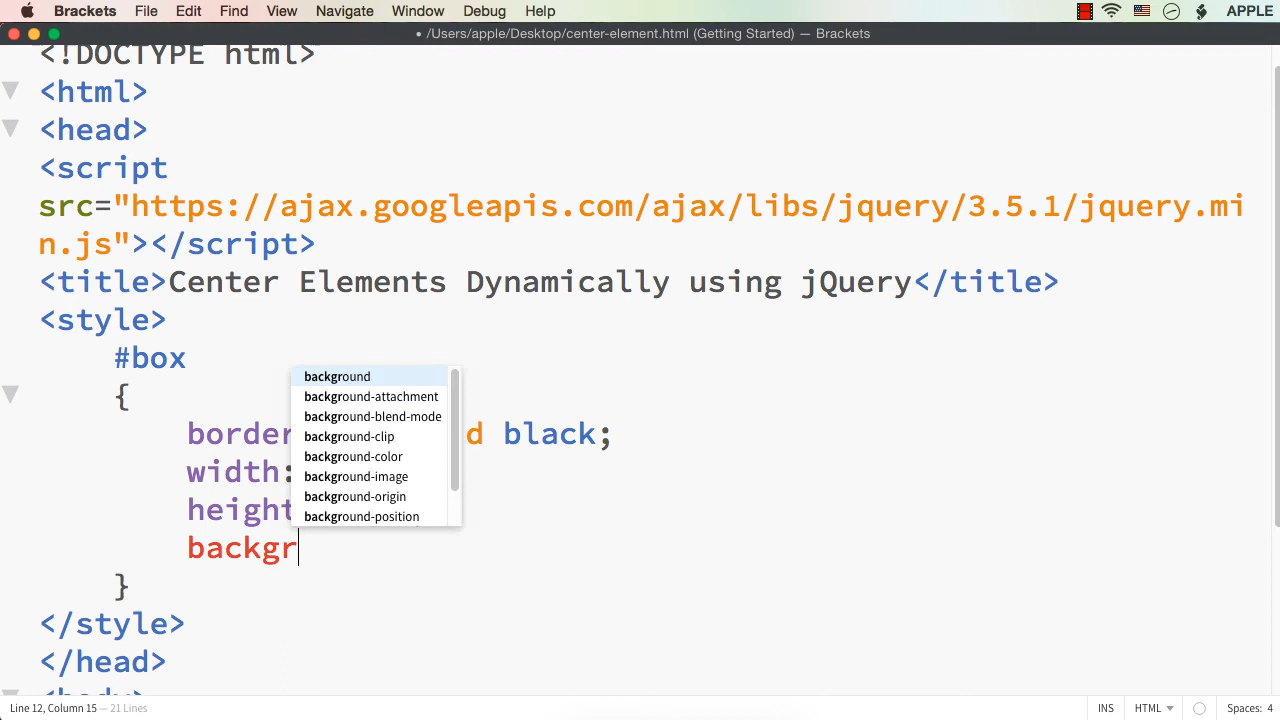 Brackets File Edit Find View Navigate Window Debug Help APPLE
• /Users/apple/Desktop/center-element.html (Getting Started) — Brackets
<!DOCTYPE html>
<html>
<head>
<script
src="https://ajax.googleapis.com/ajax/libs/jquery/3.5.1/jquery.mi
n.js"></script>
<title>Center Elements Dynamically using jQuery</title>
<style>
#box
{
border d black;
width:
height
backgr
background
background-attachment
background-blend-mode
background-clip
background-color
background-image
background-origin
background-position
}
</style>
</head>
<body>
Line 12, Column 15 — 21 Lines INS HTML Spaces: 4